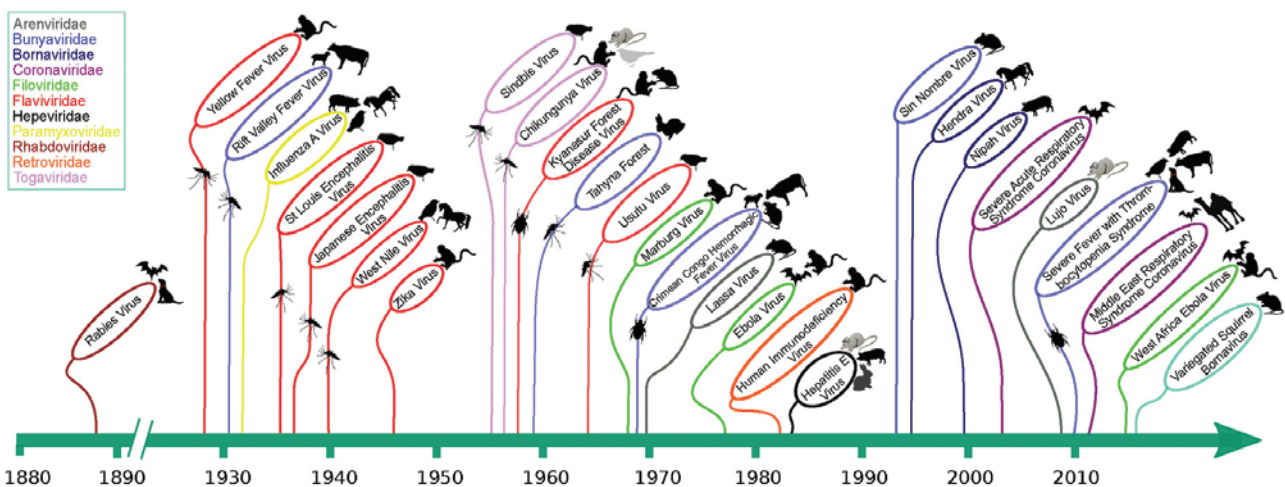 Arenviridae
Bunyaviridae
Bornaviridae
Coronaviridae
Filoviridae
Flaviviridae
Hepeviridae
Paramyxoviridae
Rhabdoviridae
Retroviridae
Togaviridae
Rabies Virus
Yellow Fever Virus
Rift Valley Fever Virus
Influenza A Virus
St Louis Encephalitis
Virus
Japanese Encephalitis
Virus
West Nile Virus
Zika Virus
Sindbis Virus
Chikungunya Virus
Kyanasur Forest
Disease Virus
Tahyna Forest
Usutu Virus
Marburg Virus
Crimean Congo Hemorrhagic
Fever Virus
Lassa Virus
Ebola Virus
Human Immunodeficiency
Virus
Hepatitis E
Virus
Sin Nombre Virus
Hendra Virus
Nipah Virus
Severe Acute Respiratory
Syndrome Coronavirus
Lujo Virus
Severe Fever with Throm-
bocytopenia Syndrome
Middle East Respiratory
Syndrome Coronavirus
West Africa Ebola Virus
Variegated Squirrel
Bornavirus
1880 1890 1930 1940 1950 1960 1970 1980 1990 2000 2010